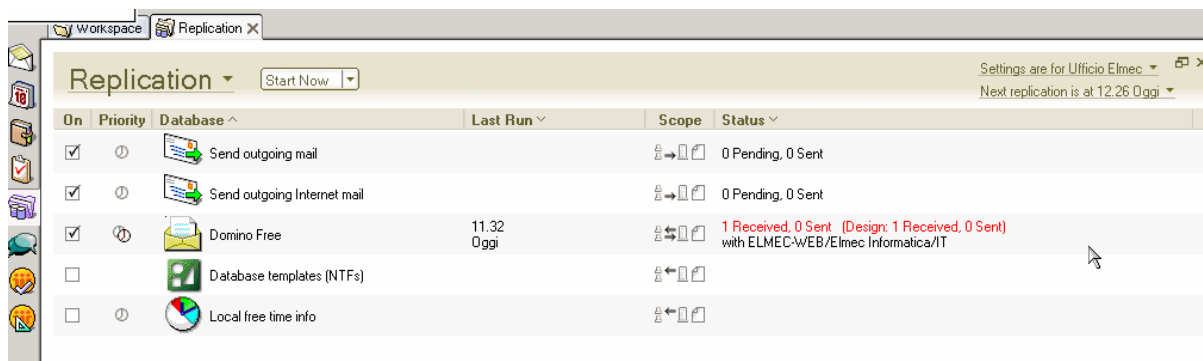 Workspace
Replication
Replication
Start Now
Settings are for Ufficio Elmec
Next replication is at 12.26 Oggi
On Priority Database Last Run Scope Status
Send outgoing mail 0 Pending, 0 Sent
Send outgoing Internet mail 0 Pending, 0 Sent
Domino Free 11.32 1 Received, 0 Sent (Design: 1 Received, 0 Sent)
Oggi with ELMEC-WEB/Elmec Informatica/IT
Database templates (NTFs)
Local free time info